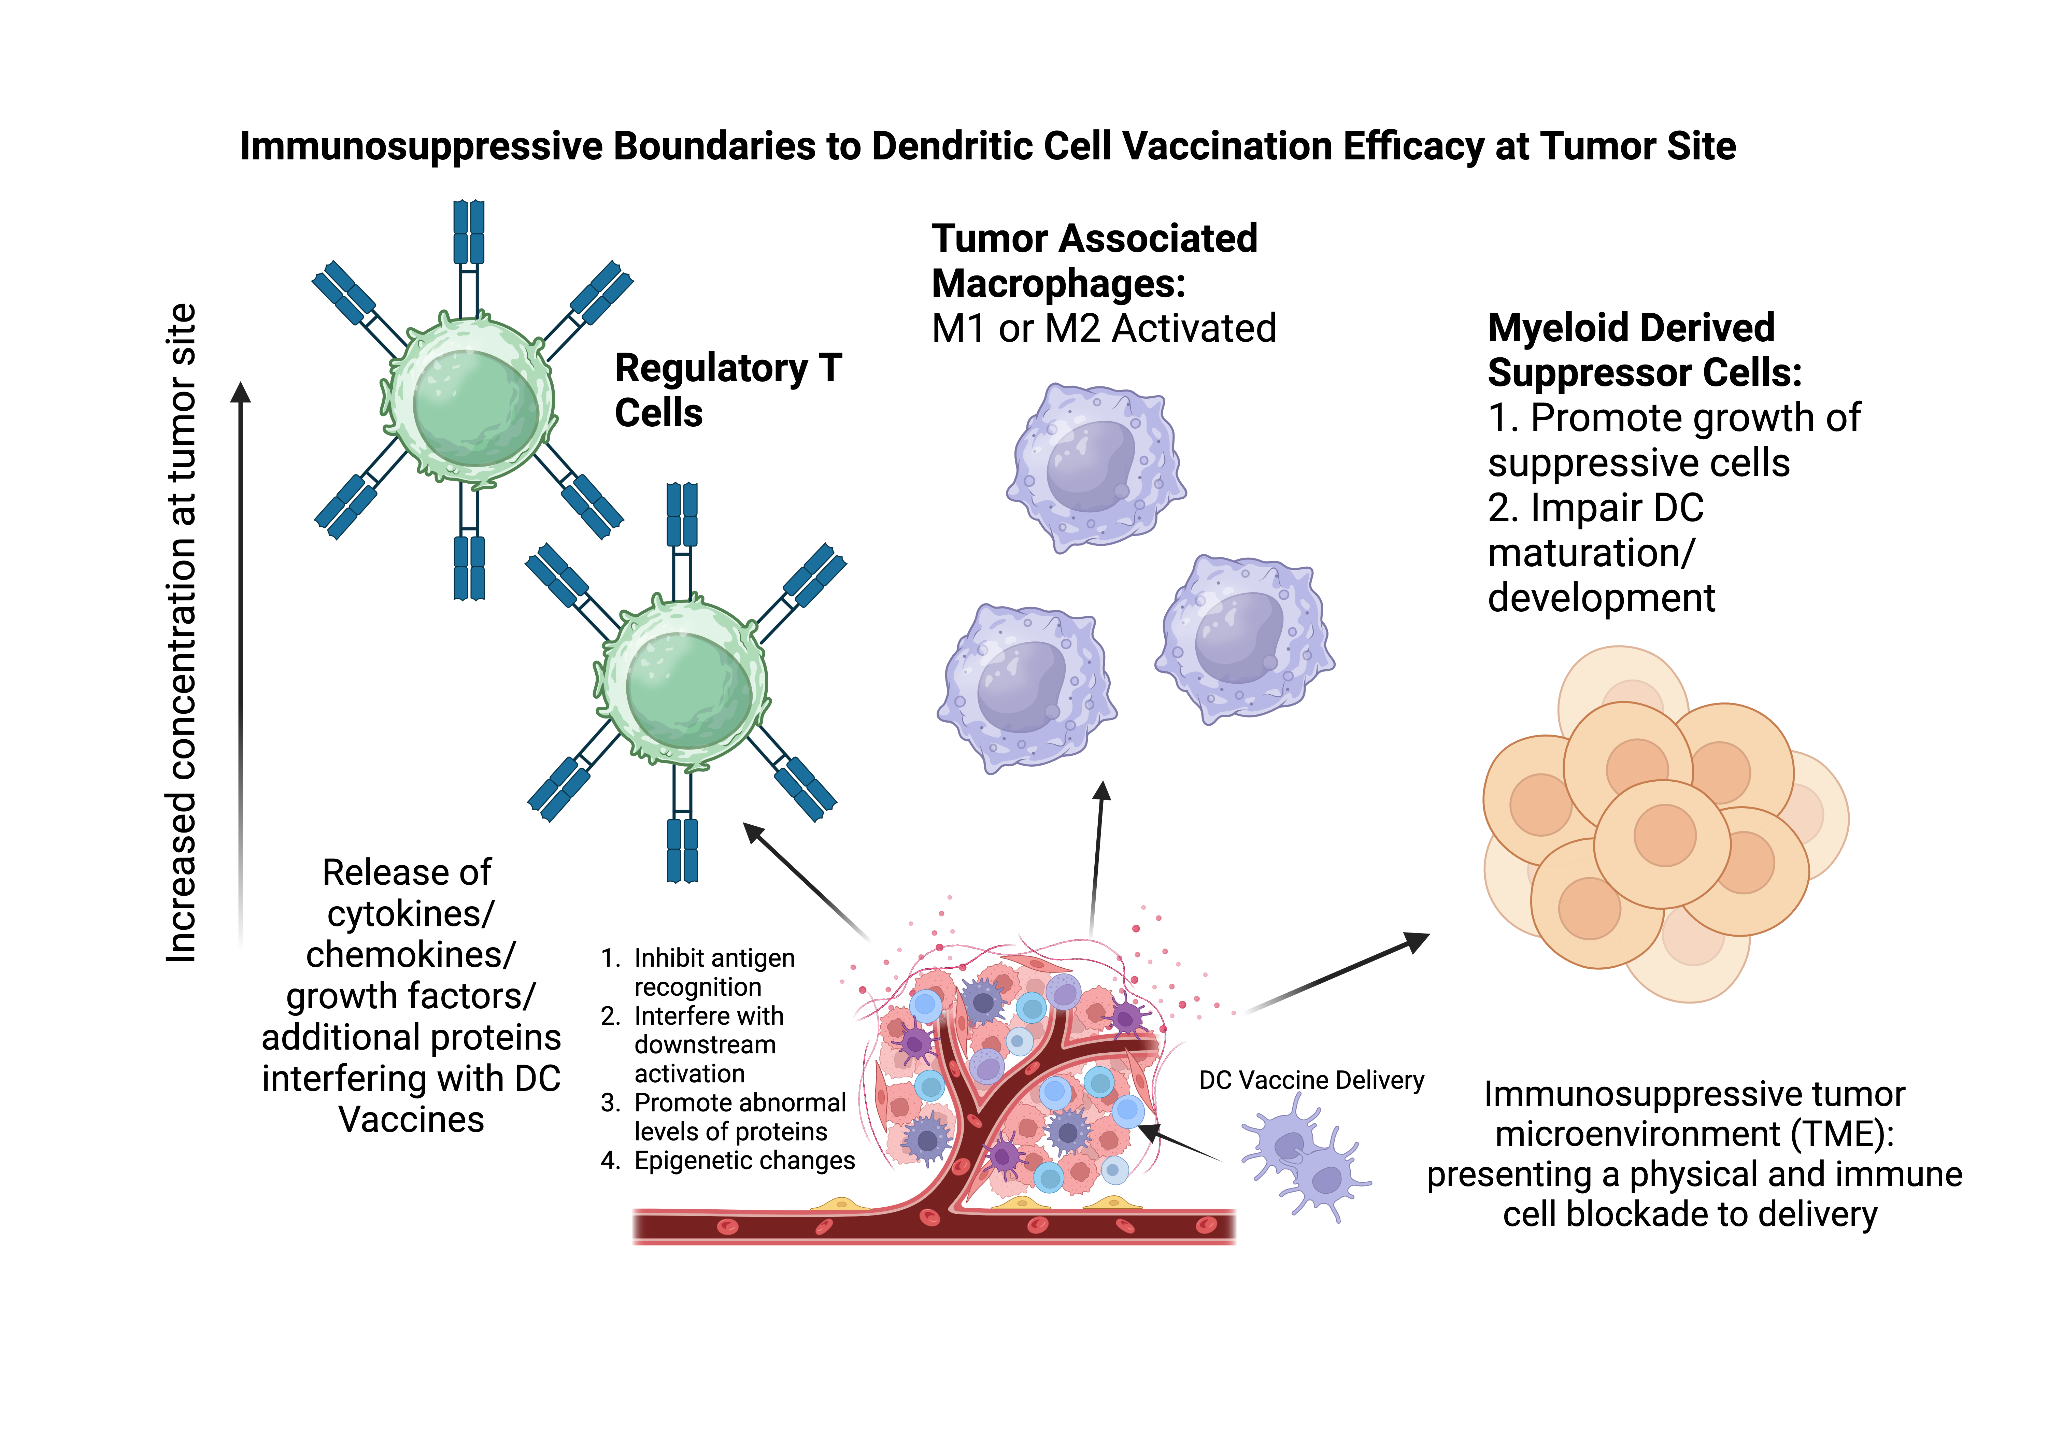 Immunosuppressive Boundaries to Dendritic Cell Vaccination Efficacy at Tumor Site
Increased concentration at tumor site
Regulatory T
Cells
Tumor Associated
Macrophages:
M1 or M2 Activated
Myeloid Derived
Suppressor Cells:
1. Promote growth of
suppressive cells
2. Impair DC
maturation/
development
Release of
cytokines/
chemokines/
growth factors/
additional proteins
interfering with DC
Vaccines
1. Inhibit antigen
recognition
2. Interfere with
downstream
activation
3. Promote abnormal
levels of proteins
4. Epigenetic changes
DC Vaccine Delivery
Immunosuppressive tumor
microenvironment (TME):
presenting a physical and immune
cell blockade to delivery